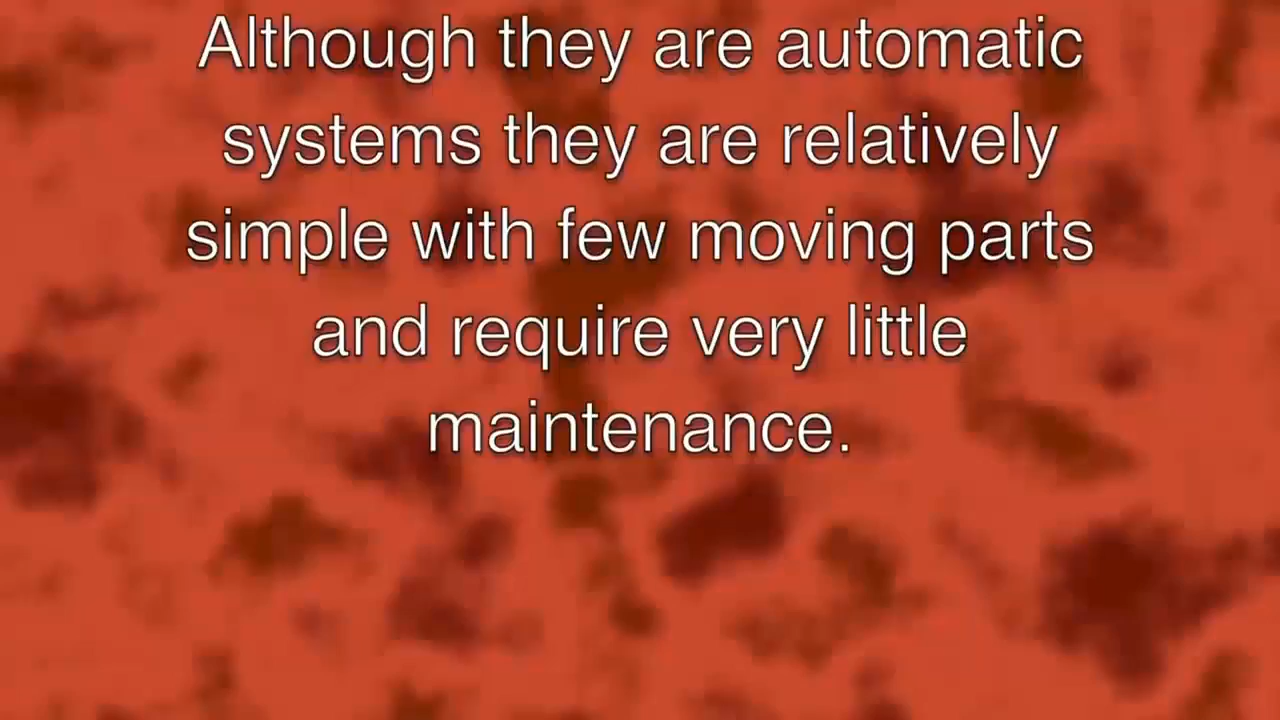 Although they are automatic
systems they are relatively
simple with few moving parts
and require very little
maintenance.